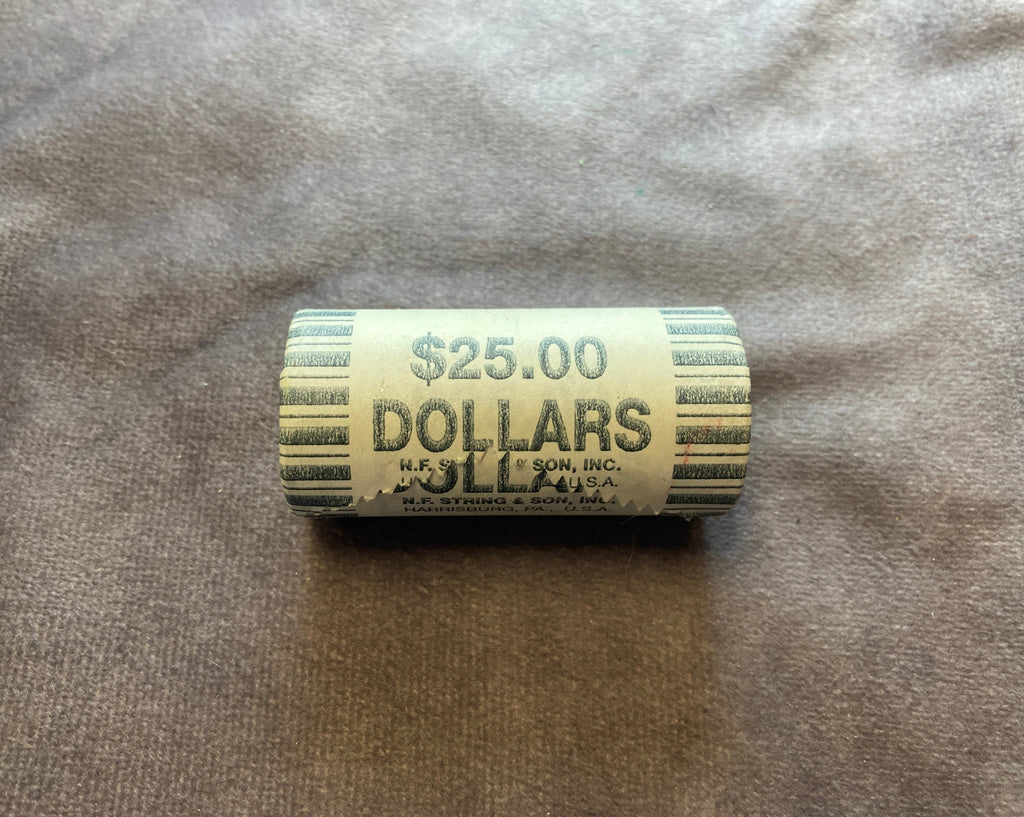 $25.00
DOLLARS
N.F. & SON, INC.
U.S.A.
N.F. STRING & SON, INC.
HARRISBURG, PA., U.S.A.